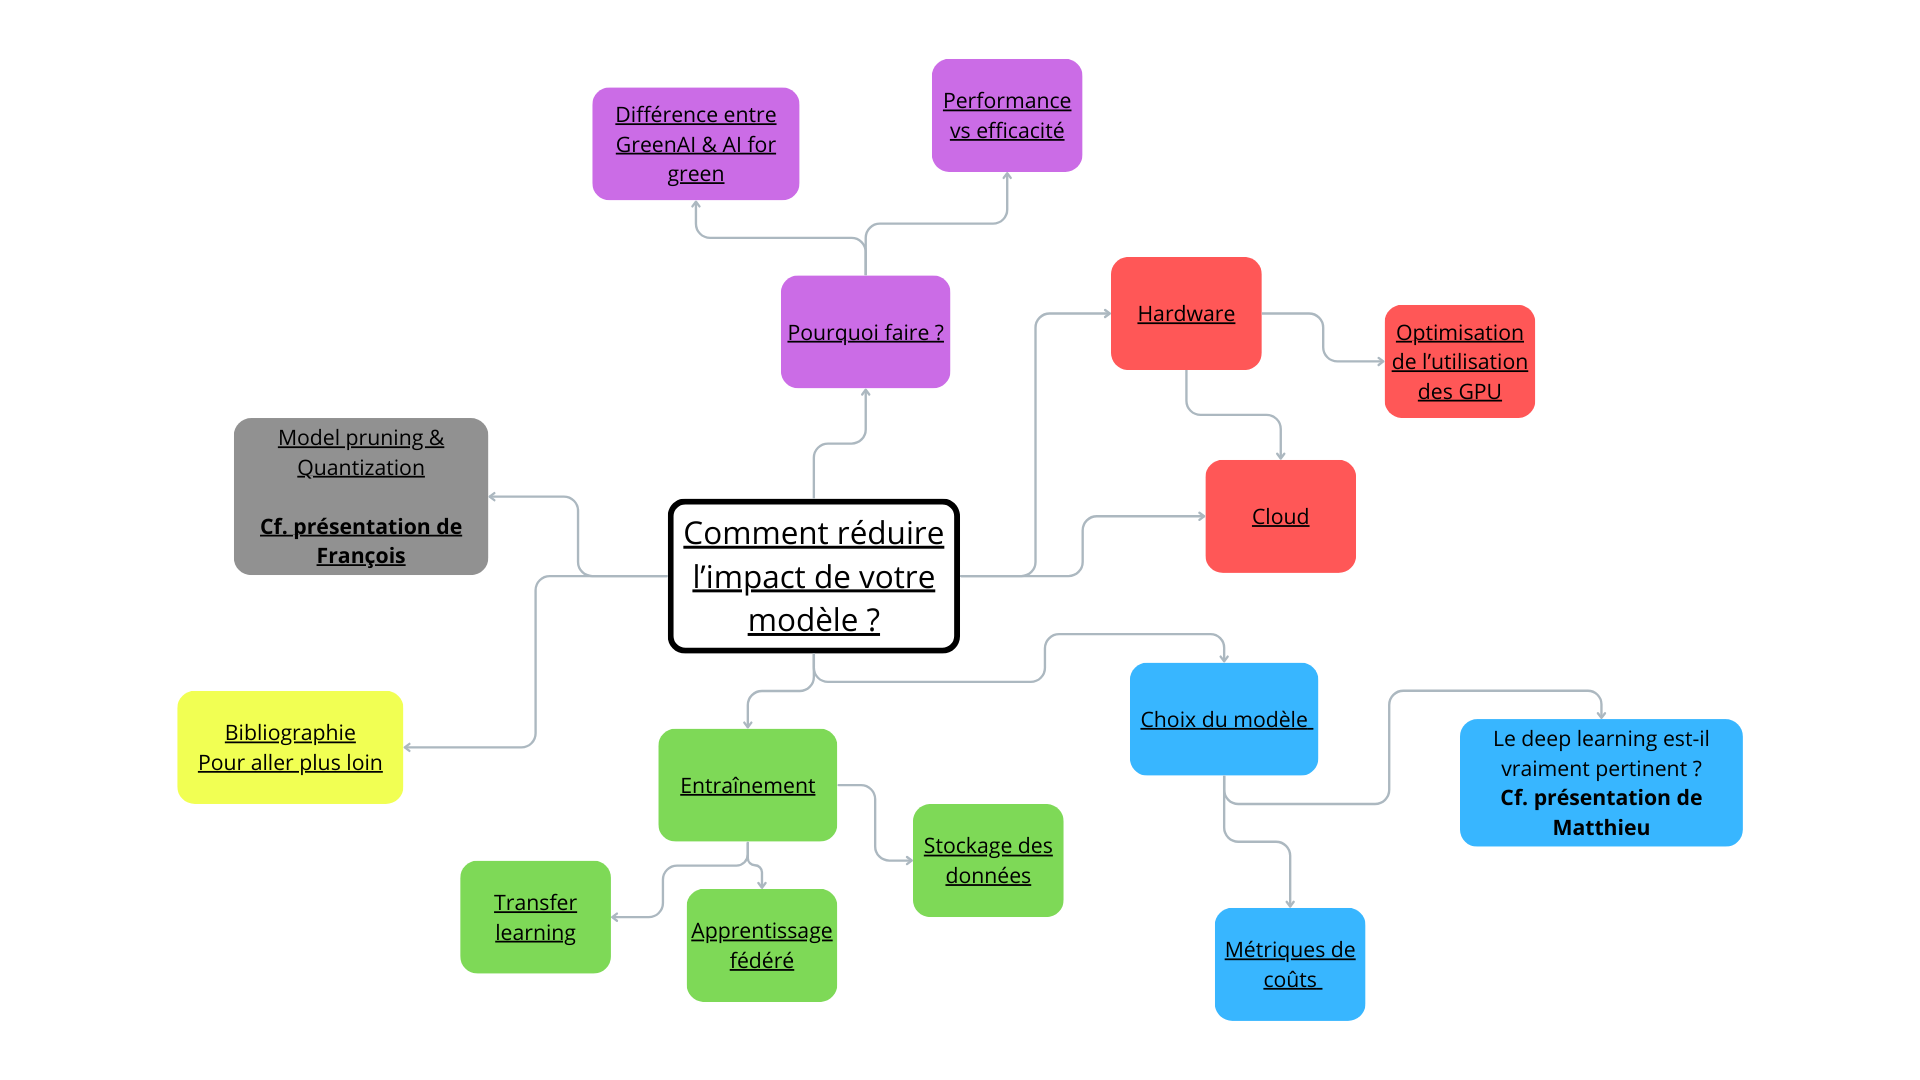 Performance
vs efficacité
Différence entre
GreenAI & AI for
green
Pourquoi faire ?
Hardware
Optimisation
de l’utilisation
des GPU
Model pruning &
Quantization
Cf. présentation de
François
Cloud
Comment réduire
l’impact de votre
modèle ?
Choix du modèle
Bibliographie
Pour aller plus loin
Le deep learning est-il
vraiment pertinent ?
Cf. présentation de
Matthieu
Entraînement
Stockage des
données
Transfer
learning
Apprentissage
fédéré
Métriques de
coûts